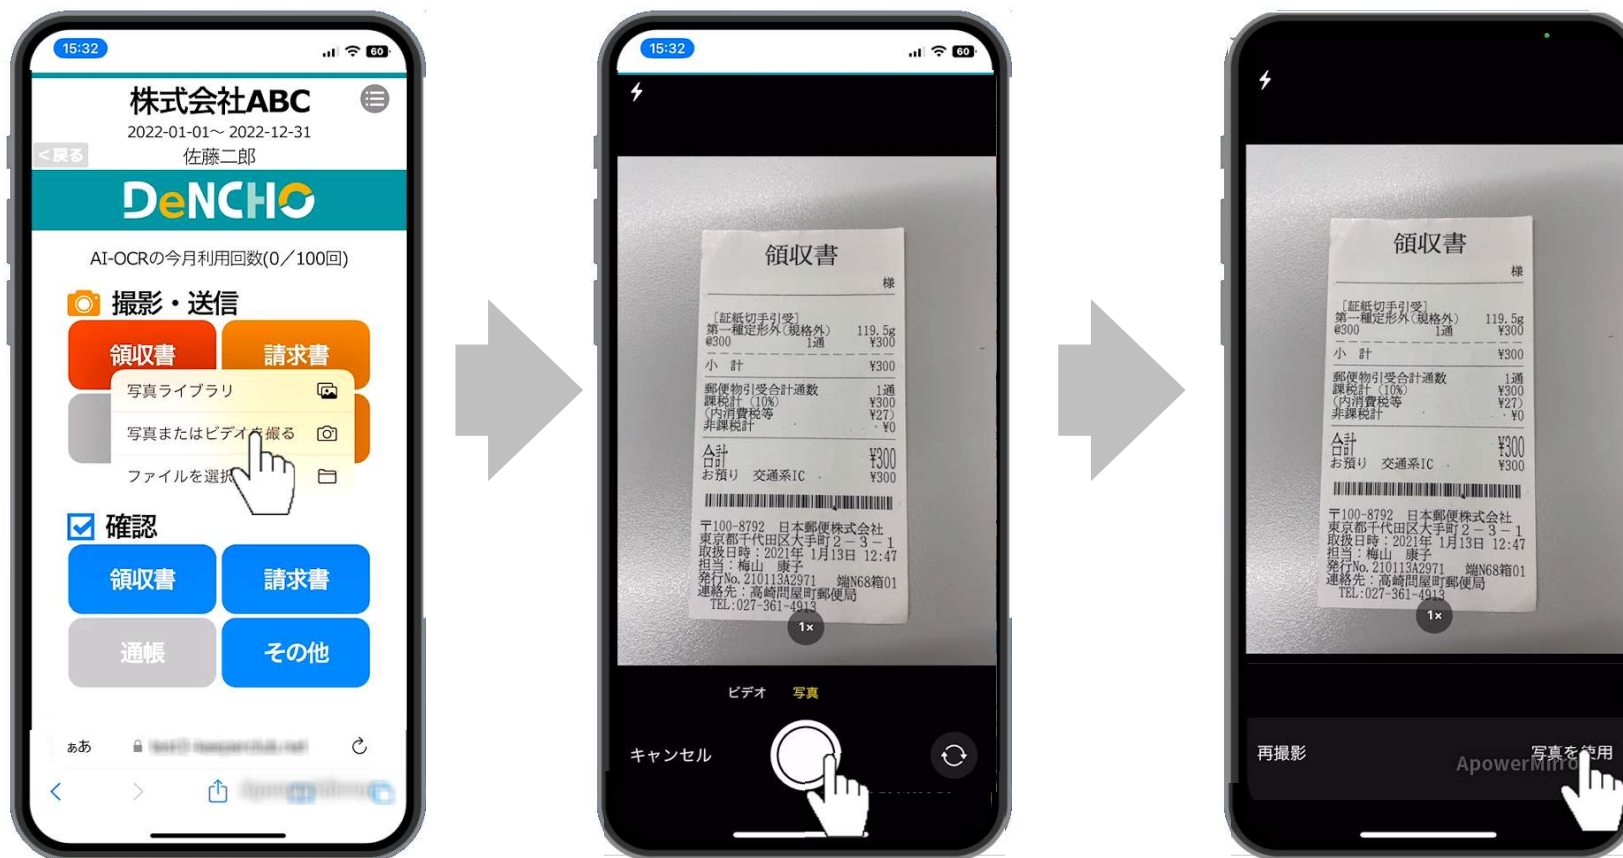 15:32
60
株式会社ABC
2022-01-01～ 2022-12-31
<戻る
佐藤二郎
DeNCHO
AI-OCRの今月利用回数(0／100回)
撮影・送信
領収書
請求書
写真ライブラリ
写真またはビデオを撮る
ファイルを選択
確認
領収書
請求書
通帳
その他
ああ
15:32
60
領収書
様
[証紙切手引受]
第一種定形外(規格外) 119.5g
@300 1通 ¥300
小 計 ¥300
郵便物引受合計通数 1通
課税計 (10%) ¥300
(内消費税等 ¥27)
非課税計 ¥0
合計 ¥300
お預り 交通系IC ¥300
〒100-8792 日本郵便株式会社
東京都千代田区大手町２－３－１
取扱日時：2021年 1月13日 12:47
担当：梅山 康子
発行No.210113A2971 端N68箱01
連絡先：高崎問屋町郵便局
TEL:027-361-4913
1×
ビデオ 写真
キャンセル
領収書
様
[証紙切手引受]
第一種定形外(規格外) 119.5g
@300 1通 ¥300
小 計 ¥300
郵便物引受合計通数 1通
課税計 (10%) ¥300
(内消費税等 ¥27)
非課税計 ¥0
合計 ¥300
お預り 交通系IC ¥300
〒100-8792 日本郵便株式会社
東京都千代田区大手町２－３－１
取扱日時：2021年 1月13日 12:47
担当：梅山 康子
発行No.210113A2971 端N68箱01
連絡先：高崎問屋町郵便局
TEL:027-361-4913
1×
再撮影
写真を使用